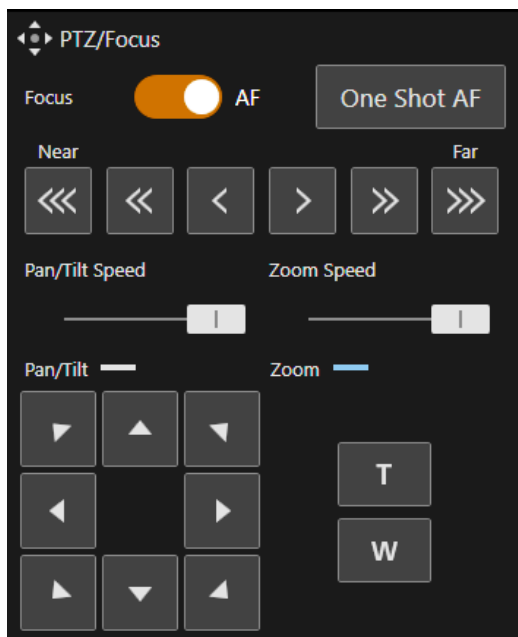 PTZ/Focus
Focus AF One Shot AF
Near Far
Pan/Tilt Speed Zoom Speed
Pan/Tilt Zoom
T
W